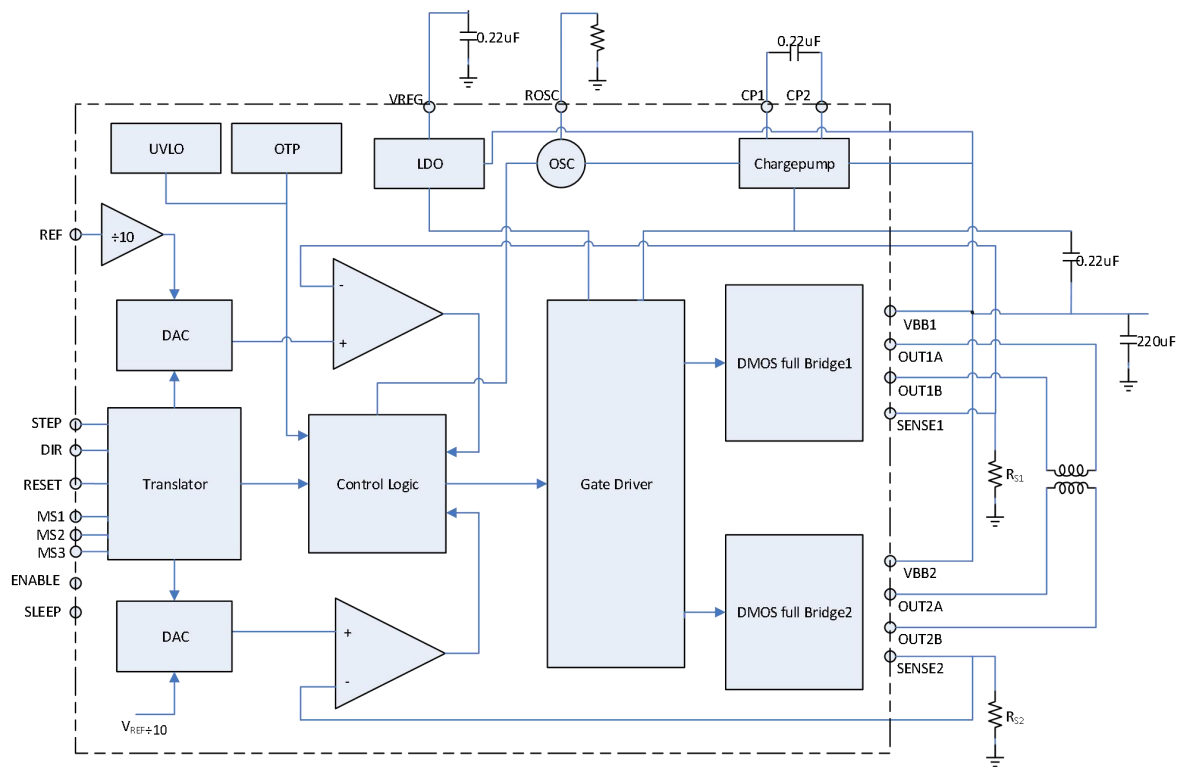 0.22uF
0.22uF
VREG
ROSC
CP1
CP2
UVLO
OTP
LDO
OSC
Chargepump
REF
÷10
0.22uF
DAC
-
+
VBB1
220uF
OUT1A
DMOS full Bridge1
OUT1B
SENSE1
STEP
DIR
RESET
MS1
MS2
MS3
ENABLE
SLEEP
Translator
Control Logic
Gate Driver
RS1
VBB2
OUT2A
DMOS full Bridge2
OUT2B
SENSE2
DAC
+
-
VREF÷10
RS2